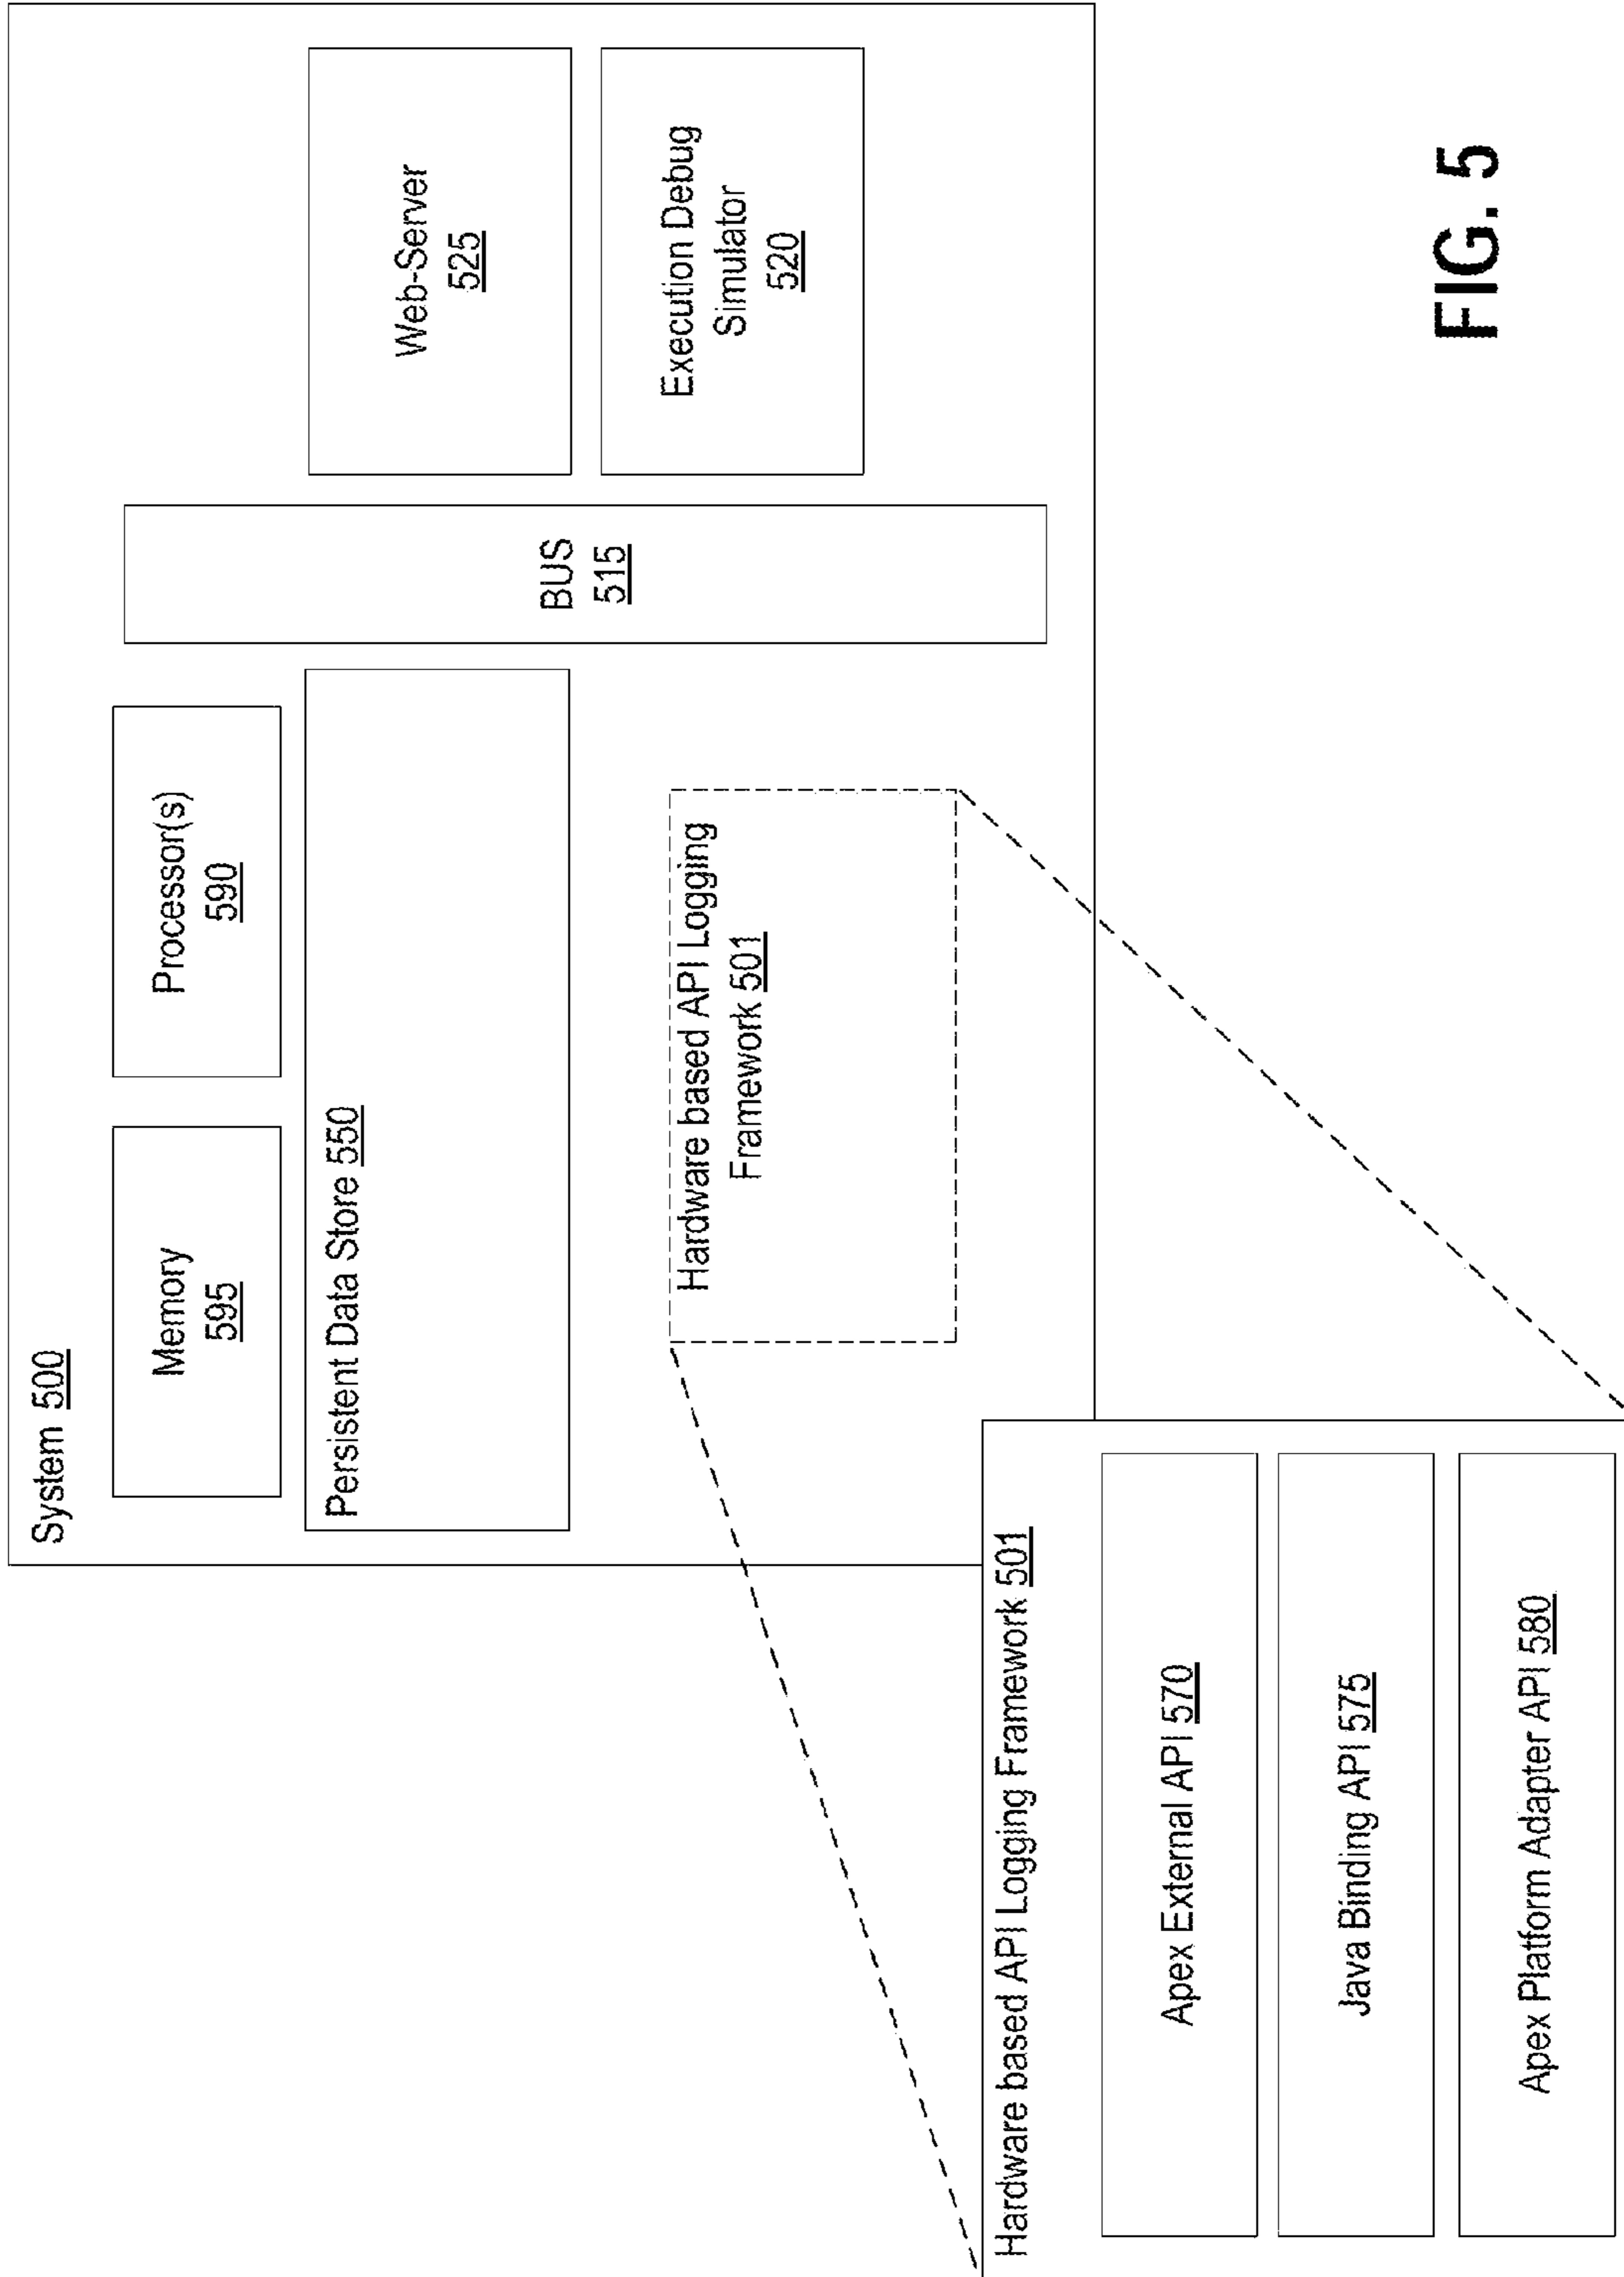 System 500
Memory
595
Processor(s)
590
Persistent Data Store 550
Hardware based API Logging
Framework 501
BUS
515
Web-Server
525
Execution Debug
Simulator
520
Hardware based API Logging Framework 501
Apex External API 570
Java Binding API 575
Apex Platform Adapter API 580
FIG. 5